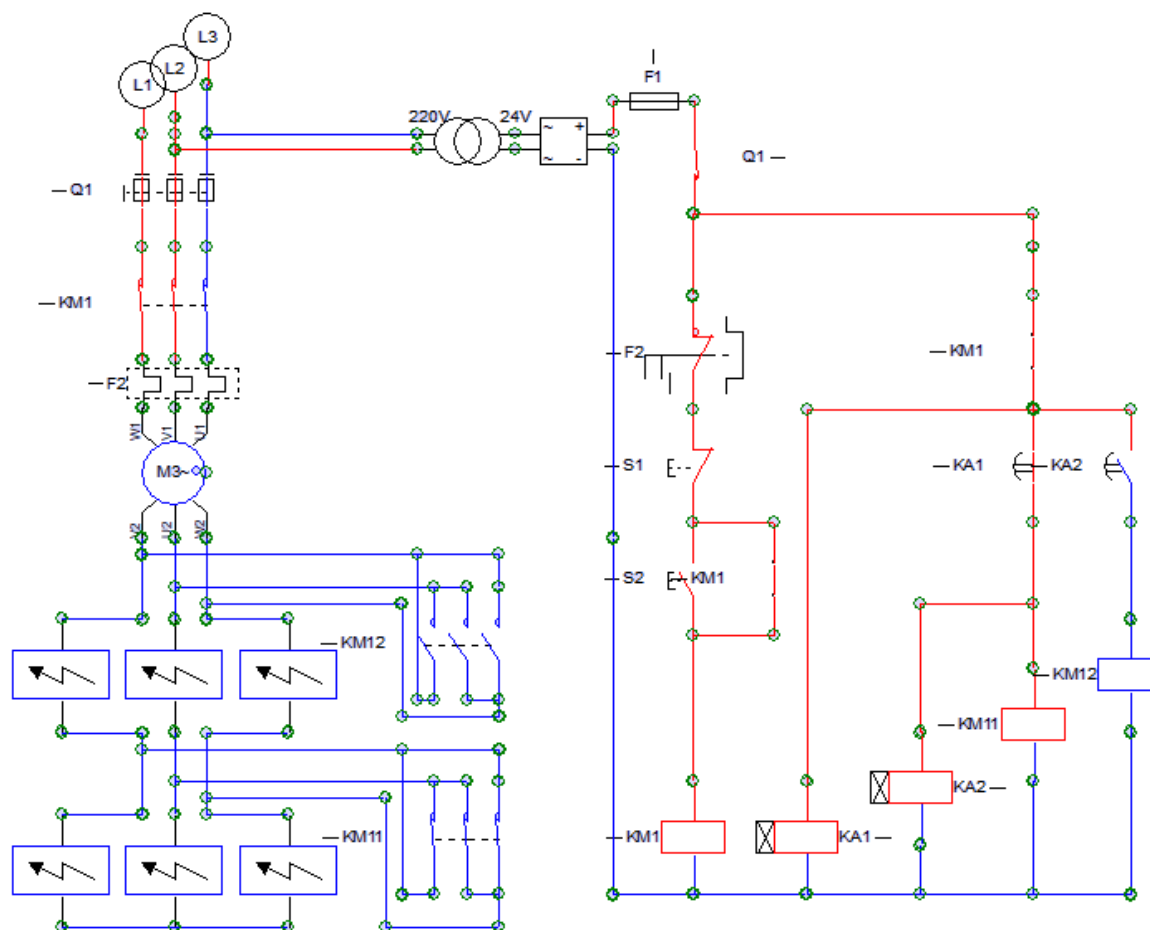 L3
L2
L1
F1
220V 24V
~ +
~ -
Q1
Q1
KM1
F2
KM1
F2
W1 V1 U1
M3~
S1
KA1 KA2
V2 U2 W2
S2 KM1
KM12
KM12
KM11
KA2
KM11
KM1
KA1